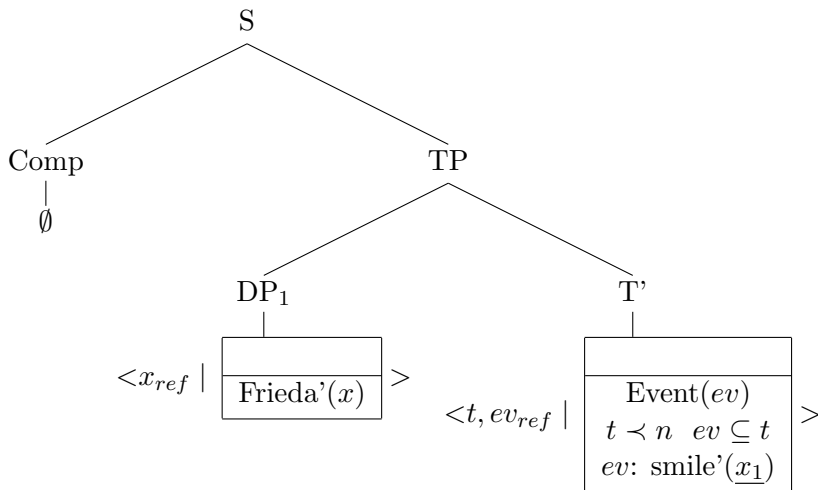 S
Comp TP
∅
DP₁ T’
<x_ref | Frieda’(x) >
<t, ev_ref | Event(ev)
t ≺ n ev ⊆ t
ev: smile’(x₁) >